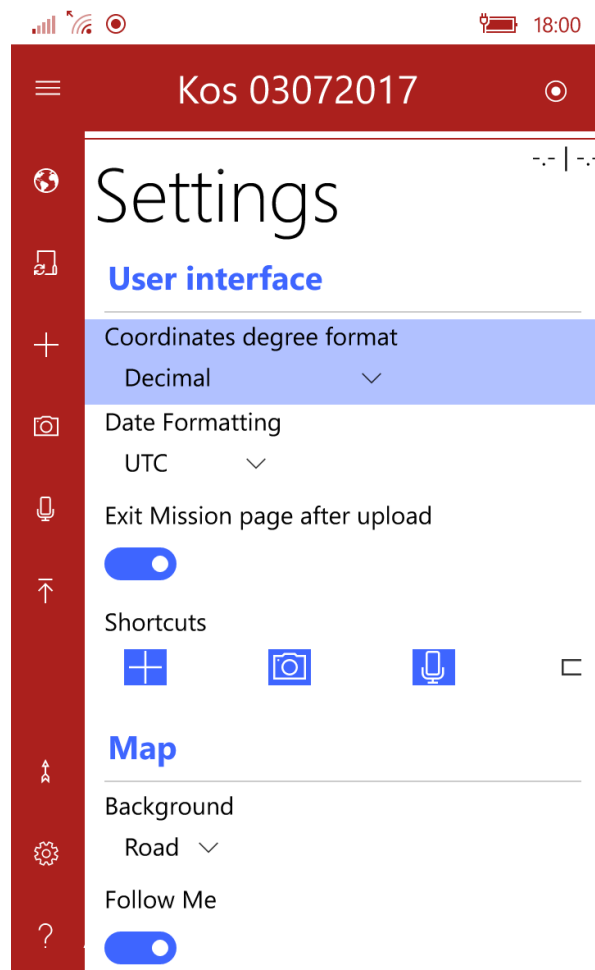 18:00
Kos 03072017
-.- | -.-
Settings
User interface
Coordinates degree format
Decimal
Date Formatting
UTC
Exit Mission page after upload
Shortcuts
Map
Background
Road
Follow Me
?